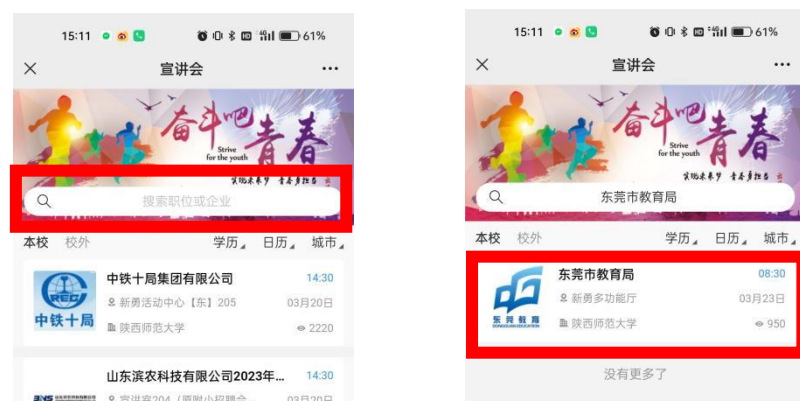 15:11 HD 4G 61%
宣讲会
奋斗吧青春
Strive
for the youth
搜索职位或企业
本校 校外 学历 日历 城市
中铁十局集团有限公司 14:30
新勇活动中心【东】205 03月20日
陕西师范大学 2220
中铁十局
山东滨农科技有限公司2023年... 14:30
15:11 HD 4G 61%
宣讲会
奋斗吧青春
Strive
for the youth
东莞市教育局
本校 校外 学历 日历 城市
东莞市教育局 08:30
新勇多功能厅 03月23日
陕西师范大学 950
东莞教育
DONGGUAN EDUCATION
没有更多了